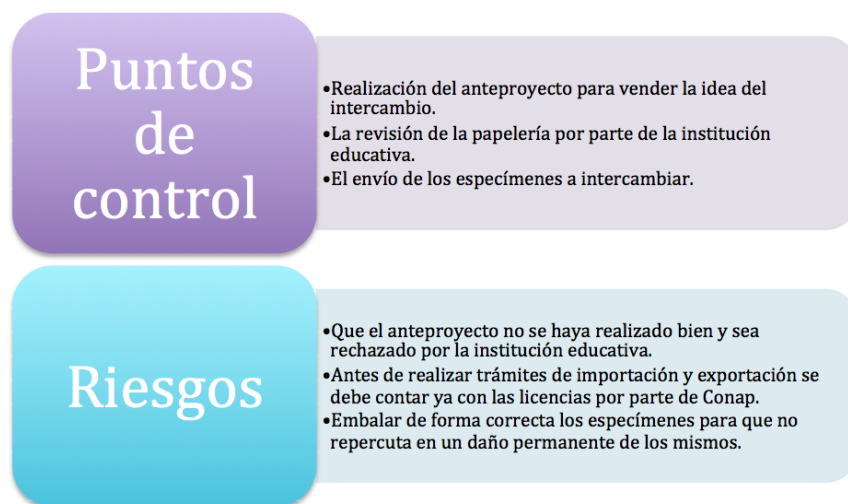 Puntos
de
control
•Realización del anteproyecto para vender la idea del
intercambio.
•La revisión de la papelería por parte de la institución
educativa.
•El envío de los especímenes a intercambiar.
Riesgos
•Que el anteproyecto no se haya realizado bien y sea
rechazado por la institución educativa.
•Antes de realizar trámites de importación y exportación se
debe contar ya con las licencias por parte de Conap.
•Embalar de forma correcta los especímenes para que no
repercuta en un daño permanente de los mismos.